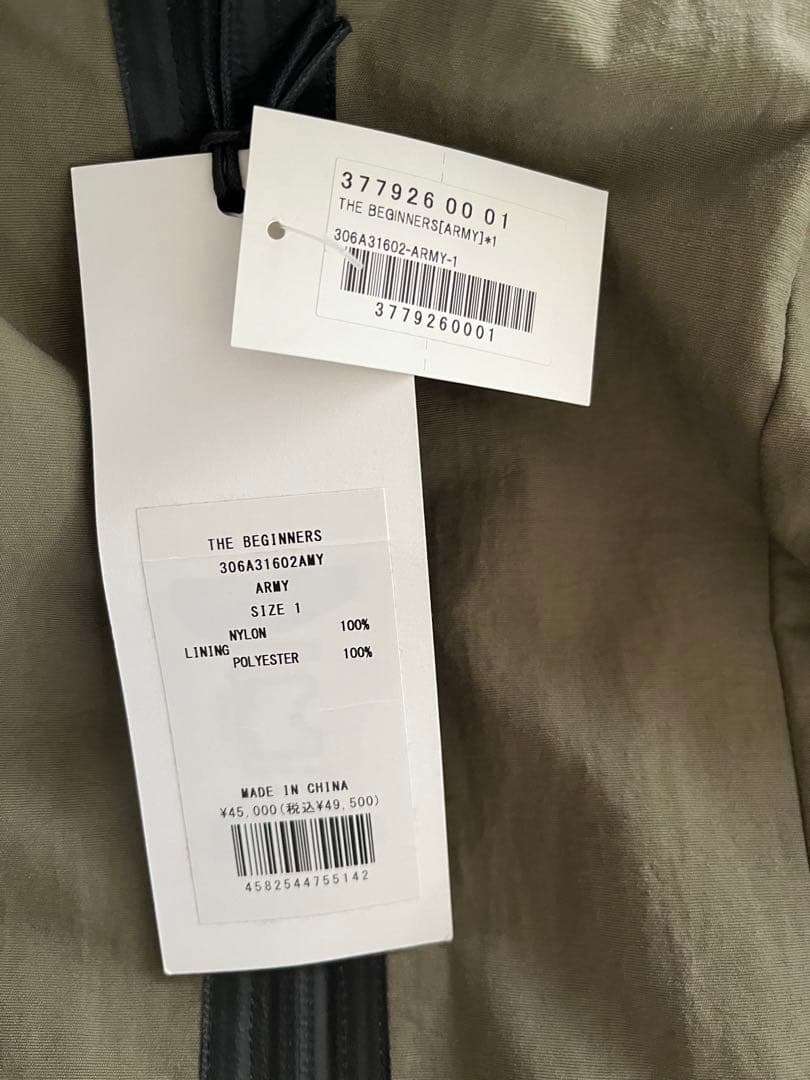 377926 00 01
THE BEGINNERS[ARMY]*1
306A31602-ARMY-1
3779260001
THE BEGINNERS
306A31602AMY
ARMY
SIZE 1
NYLON 100%
LINING POLYESTER 100%
MADE IN CHINA
¥45,000(税込¥49,500)
4582544755142